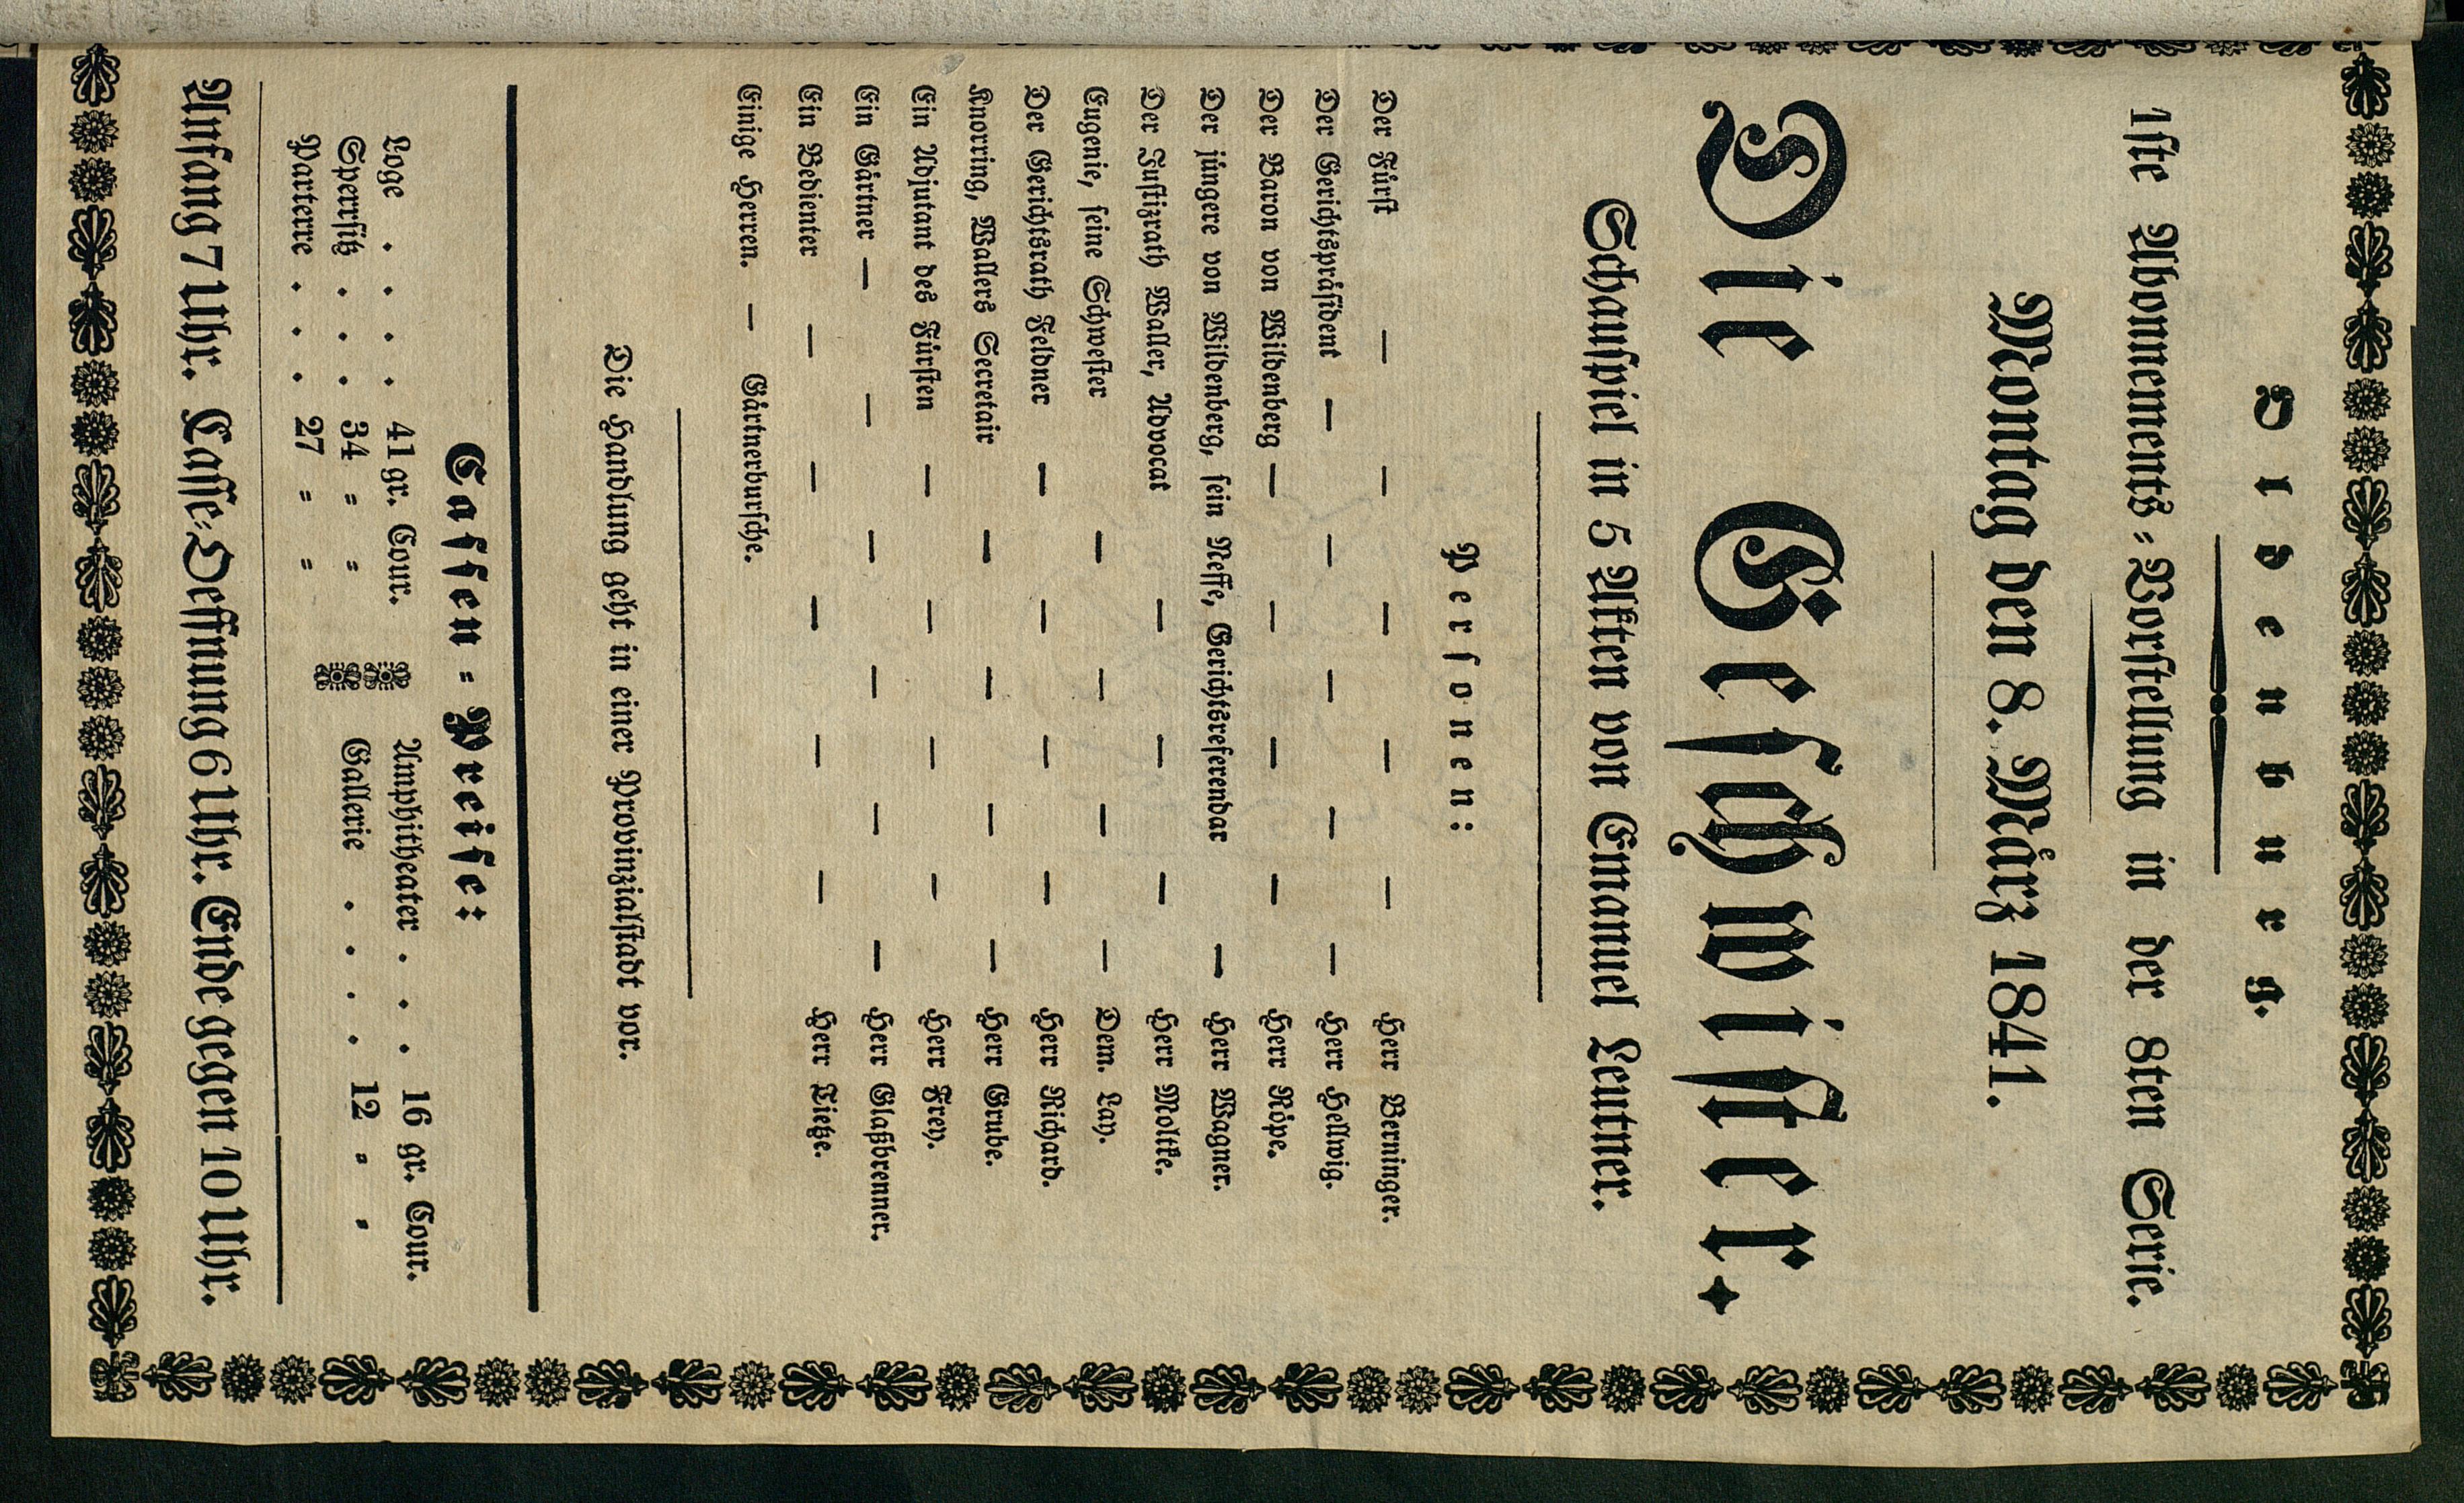 Oldenburg.
1ste Abonnements-Vorstellung in der 8ten Serie.
Montag den 8. März 1841.
Die Geschwister.
Schauspiel in 5 Akten von Emanuel Leutner.
Personen:
Der Fürst — — — — — Herr Berninger.
Der Gerichtspräsident — — — — — Herr Hellwig.
Der Baron von Wildenberg — — — — Herr Röpe.
Der jüngere von Wildenberg, sein Neffe, Gerichtsreferendar — Herr Wagner.
Der Justizrath Waller, Advocat — — — Herr Moltke.
Eugenie, seine Schwester — — — — Dem. Lay.
Der Gerichtsrath Feldner — — — — Herr Richard.
Knorring, Wallers Secretair — — — — Herr Grube.
Ein Adjutant des Fürsten — — — — Herr Frey.
Ein Gärtner — — — — — — Herr Glaßbrenner.
Ein Bedienter — — — — — Herr Tietze.
Einige Herren. — Gärtnerbursche.
Die Handlung geht in einer Provinzialstadt vor.
Cassen-Preise:
Loge . . . . 41 gr. Cour. Amphitheater . . . 16 gr. Cour.
Sperrsitz . . . 34 = = Gallerie . . . . 12 = =
Parterre . . . 27 = =
Anfang 7 Uhr. Casse-Oeffnung 6 Uhr. Ende gegen 10 Uhr.